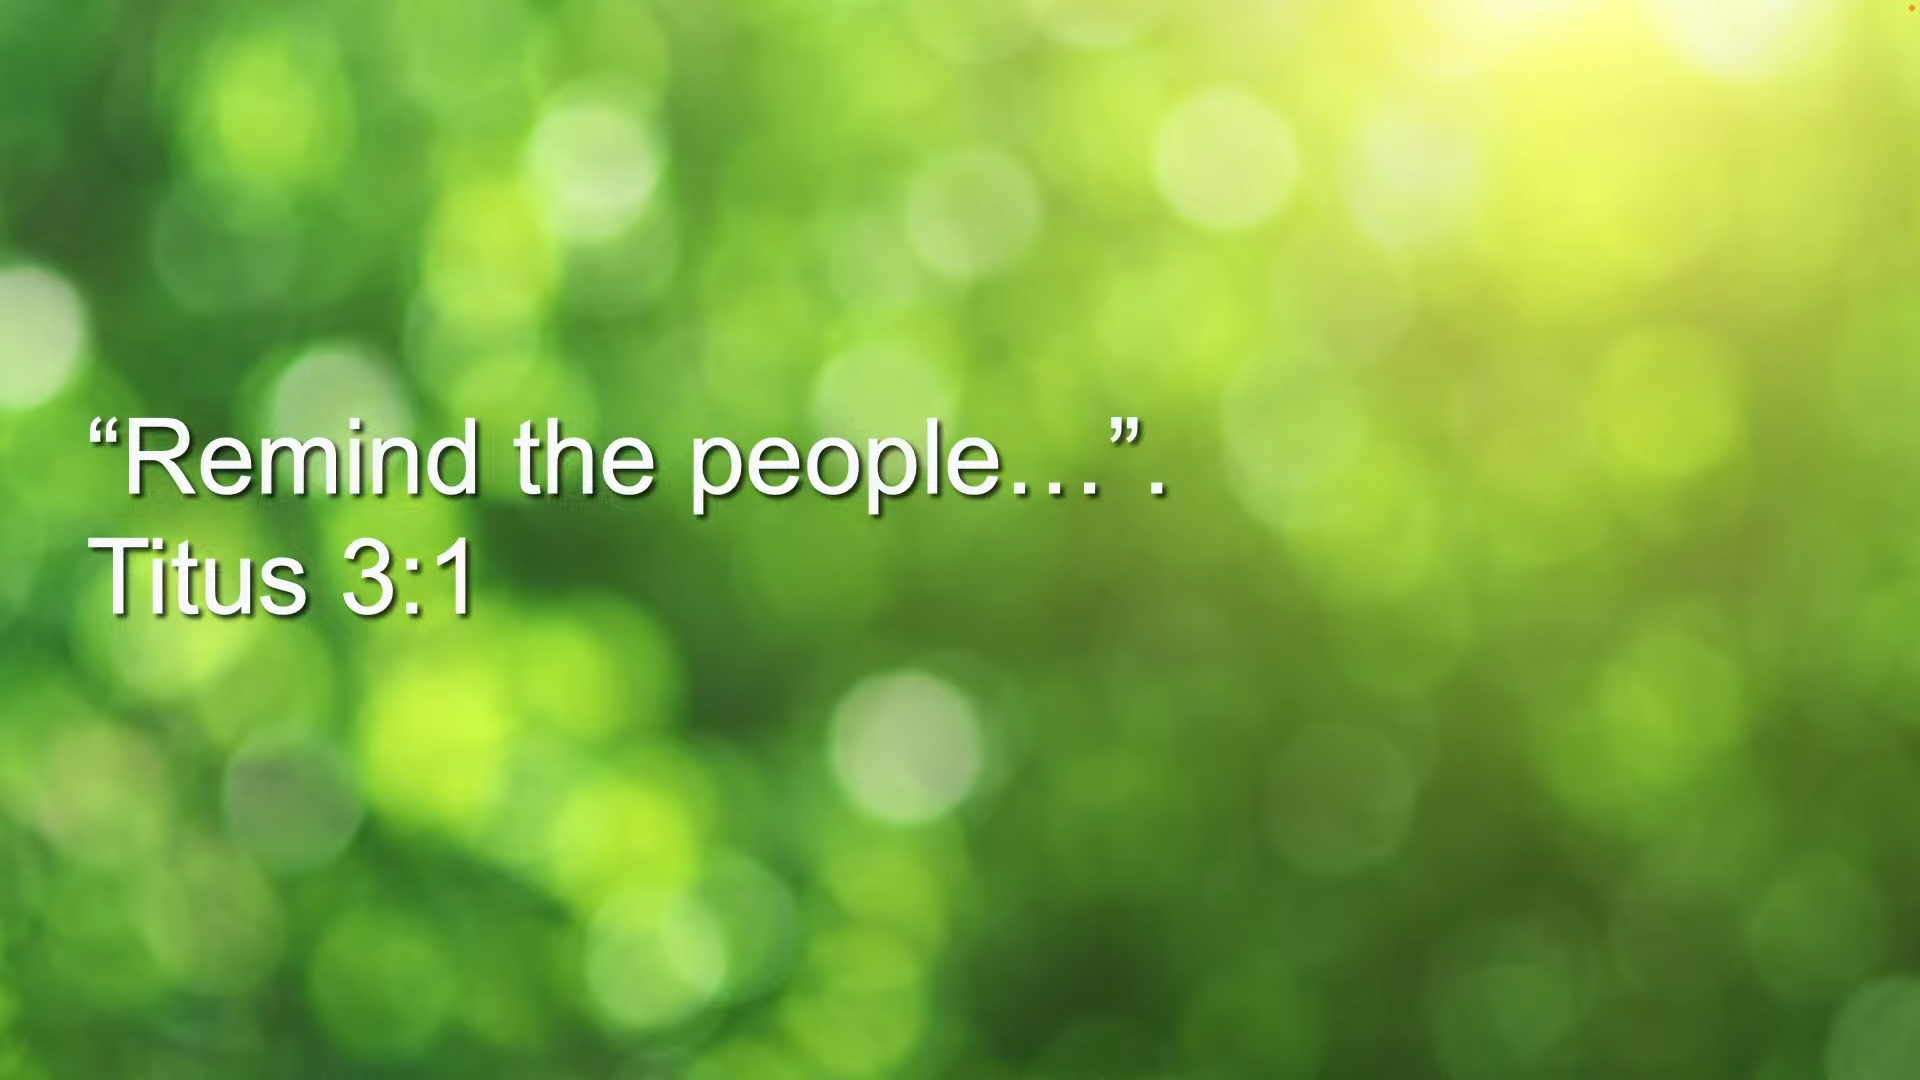 “Remind the people…”.
Titus 3:1